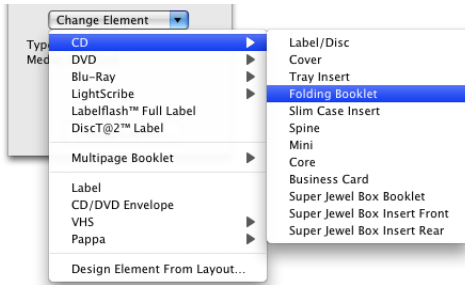 Change Element
Typ
Med
CD
DVD
Blu-Ray
LightScribe
Labelflash™ Full Label
DiscT@2™ Label
Multipage Booklet
Label
CD/DVD Envelope
VHS
Pappa
Design Element From Layout...
Label/Disc
Cover
Tray Insert
Folding Booklet
Slim Case Insert
Spine
Mini
Core
Business Card
Super Jewel Box Booklet
Super Jewel Box Insert Front
Super Jewel Box Insert Rear